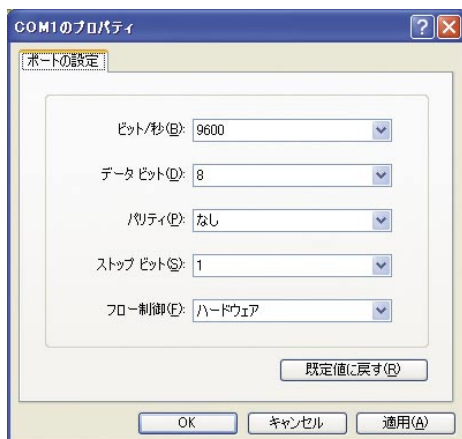 COM1のプロパティ
ポートの設定
ビット/秒(B): 9600
データ ビット(D): 8
パリティ(P): なし
ストップ ビット(S): 1
フロー制御(F): ハードウェア
既定値に戻す(R)
OK キャンセル 適用(A)